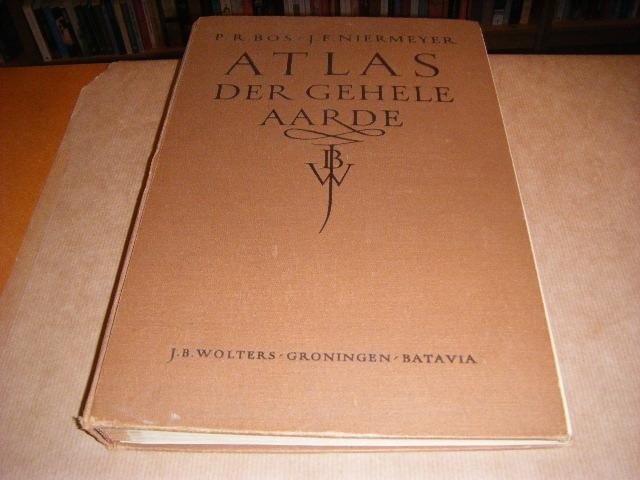 P.R.BOS - J.F.NIERMEYER
ATLAS
DER GEHELE
AARDE
JBW
J.B.WOLTERS - GRONINGEN - BATAVIA